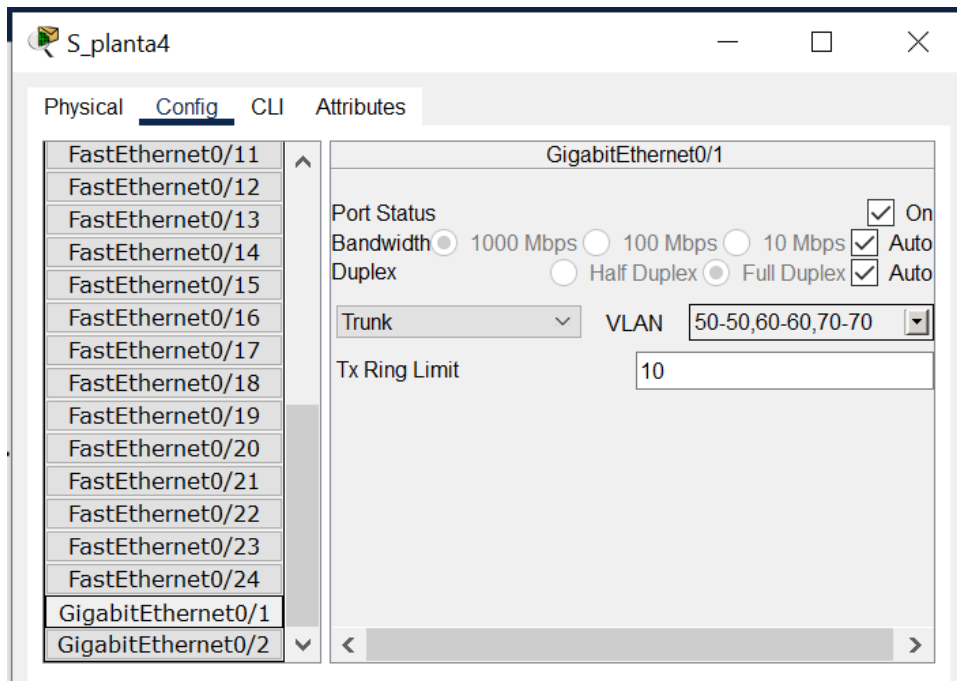 S_planta4
Physical Config CLI Attributes
FastEthernet0/11
FastEthernet0/12
FastEthernet0/13
FastEthernet0/14
FastEthernet0/15
FastEthernet0/16
FastEthernet0/17
FastEthernet0/18
FastEthernet0/19
FastEthernet0/20
FastEthernet0/21
FastEthernet0/22
FastEthernet0/23
FastEthernet0/24
GigabitEthernet0/1
GigabitEthernet0/2
GigabitEthernet0/1
Port Status On
Bandwidth 1000 Mbps 100 Mbps 10 Mbps Auto
Duplex Half Duplex Full Duplex Auto
Trunk VLAN 50-50,60-60,70-70
Tx Ring Limit 10